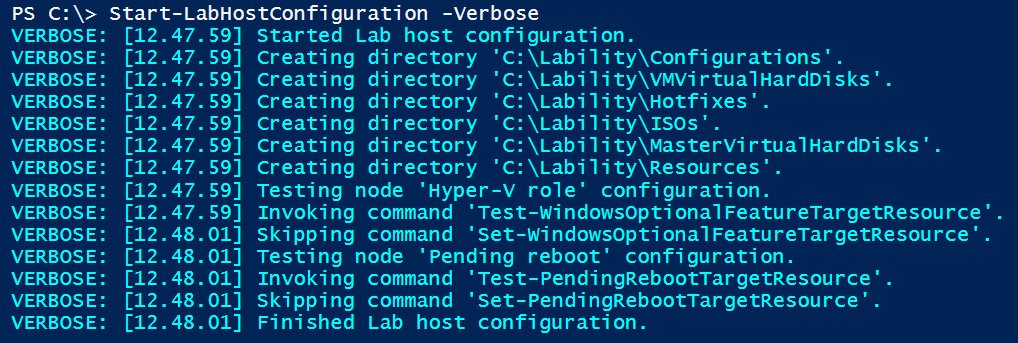 PS C:\> Start-LabHostConfiguration -Verbose
VERBOSE: [12.47.59] Started Lab host configuration.
VERBOSE: [12.47.59] Creating directory 'C:\Lability\Configurations'.
VERBOSE: [12.47.59] Creating directory 'C:\Lability\VMVirtualHardDisks'.
VERBOSE: [12.47.59] Creating directory 'C:\Lability\Hotfixes'.
VERBOSE: [12.47.59] Creating directory 'C:\Lability\ISOs'.
VERBOSE: [12.47.59] Creating directory 'C:\Lability\MasterVirtualHardDisks'.
VERBOSE: [12.47.59] Creating directory 'C:\Lability\Resources'.
VERBOSE: [12.47.59] Testing node 'Hyper-V role' configuration.
VERBOSE: [12.47.59] Invoking command 'Test-WindowsOptionalFeatureTargetResource'.
VERBOSE: [12.48.01] Skipping command 'Set-WindowsOptionalFeatureTargetResource'.
VERBOSE: [12.48.01] Testing node 'Pending reboot' configuration.
VERBOSE: [12.48.01] Invoking command 'Test-PendingRebootTargetResource'.
VERBOSE: [12.48.01] Skipping command 'Set-PendingRebootTargetResource'.
VERBOSE: [12.48.01] Finished Lab host configuration.